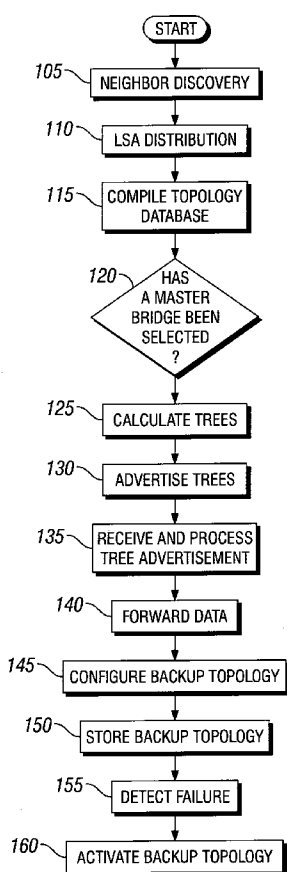 START
105
NEIGHBOR DISCOVERY
110
LSA DISTRIBUTION
115
COMPILE TOPOLOGY
DATABASE
120
HAS
A MASTER
BRIDGE BEEN
SELECTED
?
125
CALCULATE TREES
130
ADVERTISE TREES
135
RECEIVE AND PROCESS
TREE ADVERTISEMENT
140
FORWARD DATA
145
CONFIGURE BACKUP TOPOLOGY
150
STORE BACKUP TOPOLOGY
155
DETECT FAILURE
160
ACTIVATE BACKUP TOPOLOGY